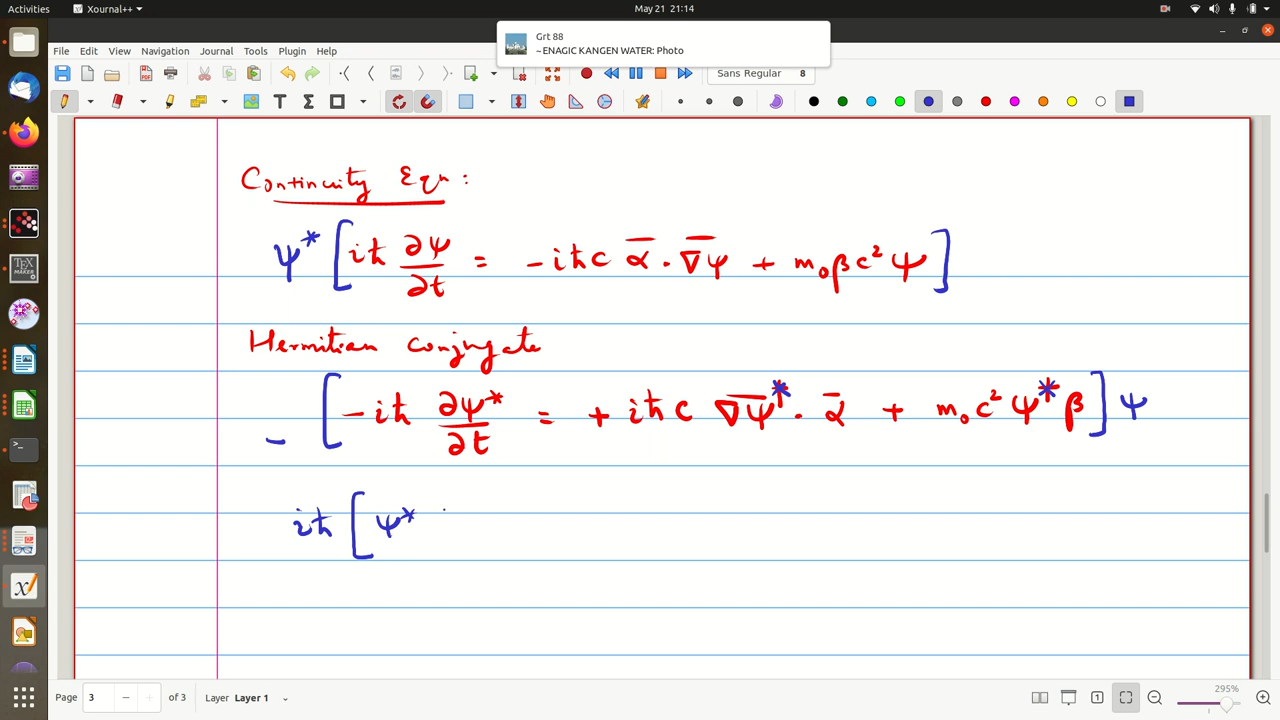 Activities Xournal++ May 21 21:14
Grt 88
~ENAGIC KANGEN WATER: Photo
File Edit View Navigation Journal Tools Plugin Help
Sans Regular 8
Continuity Eqn:
ψ* [iħ ∂ψ/∂t = -iħc ᾱ · ∇̄ψ + m₀βc²ψ]
Hermitian conjugate
- [-iħ ∂ψ*/∂t = + iħc ∇̄ψ* · ᾱ + m₀c²ψ*β] ψ
iħ [ψ*
Page 3 of 3 Layer Layer 1 295%